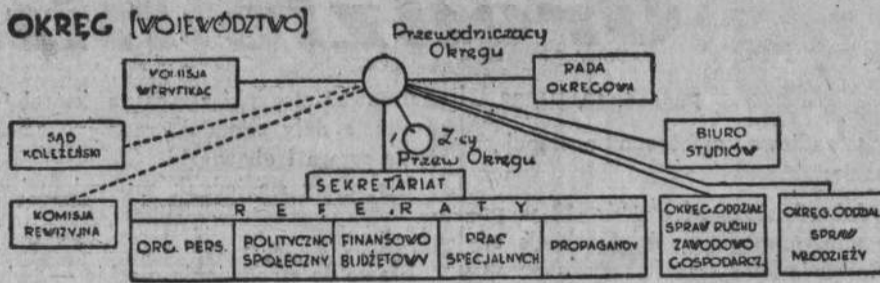 OKRĘG [WOJEWÓDZTWO]
Przewodniczący
Okręgu
KOMISJA
WERYFIKAC
RADA
OKRĘGOWA
SĄD
KOLEŻEŃSKI
Z-cy
Przew Okręgu
BIURO
STUDIÓW
SEKRETARIAT
KOMISJA
REWIZYJNA
REFERATY
ORG. PERS.
POLITYCZNO
SPOŁECZNY
FINANSOWO
BUDŻETOWY
PRAC
SPECJALNYCH
PROPAGANDY
OKRĘG.ODDZIAŁ
SPRAW RUCHU
ZAWODOWO
GOSPODARCZ.
OKRĘG.ODDZIAŁ
SPRAW
MŁODZIEŻY